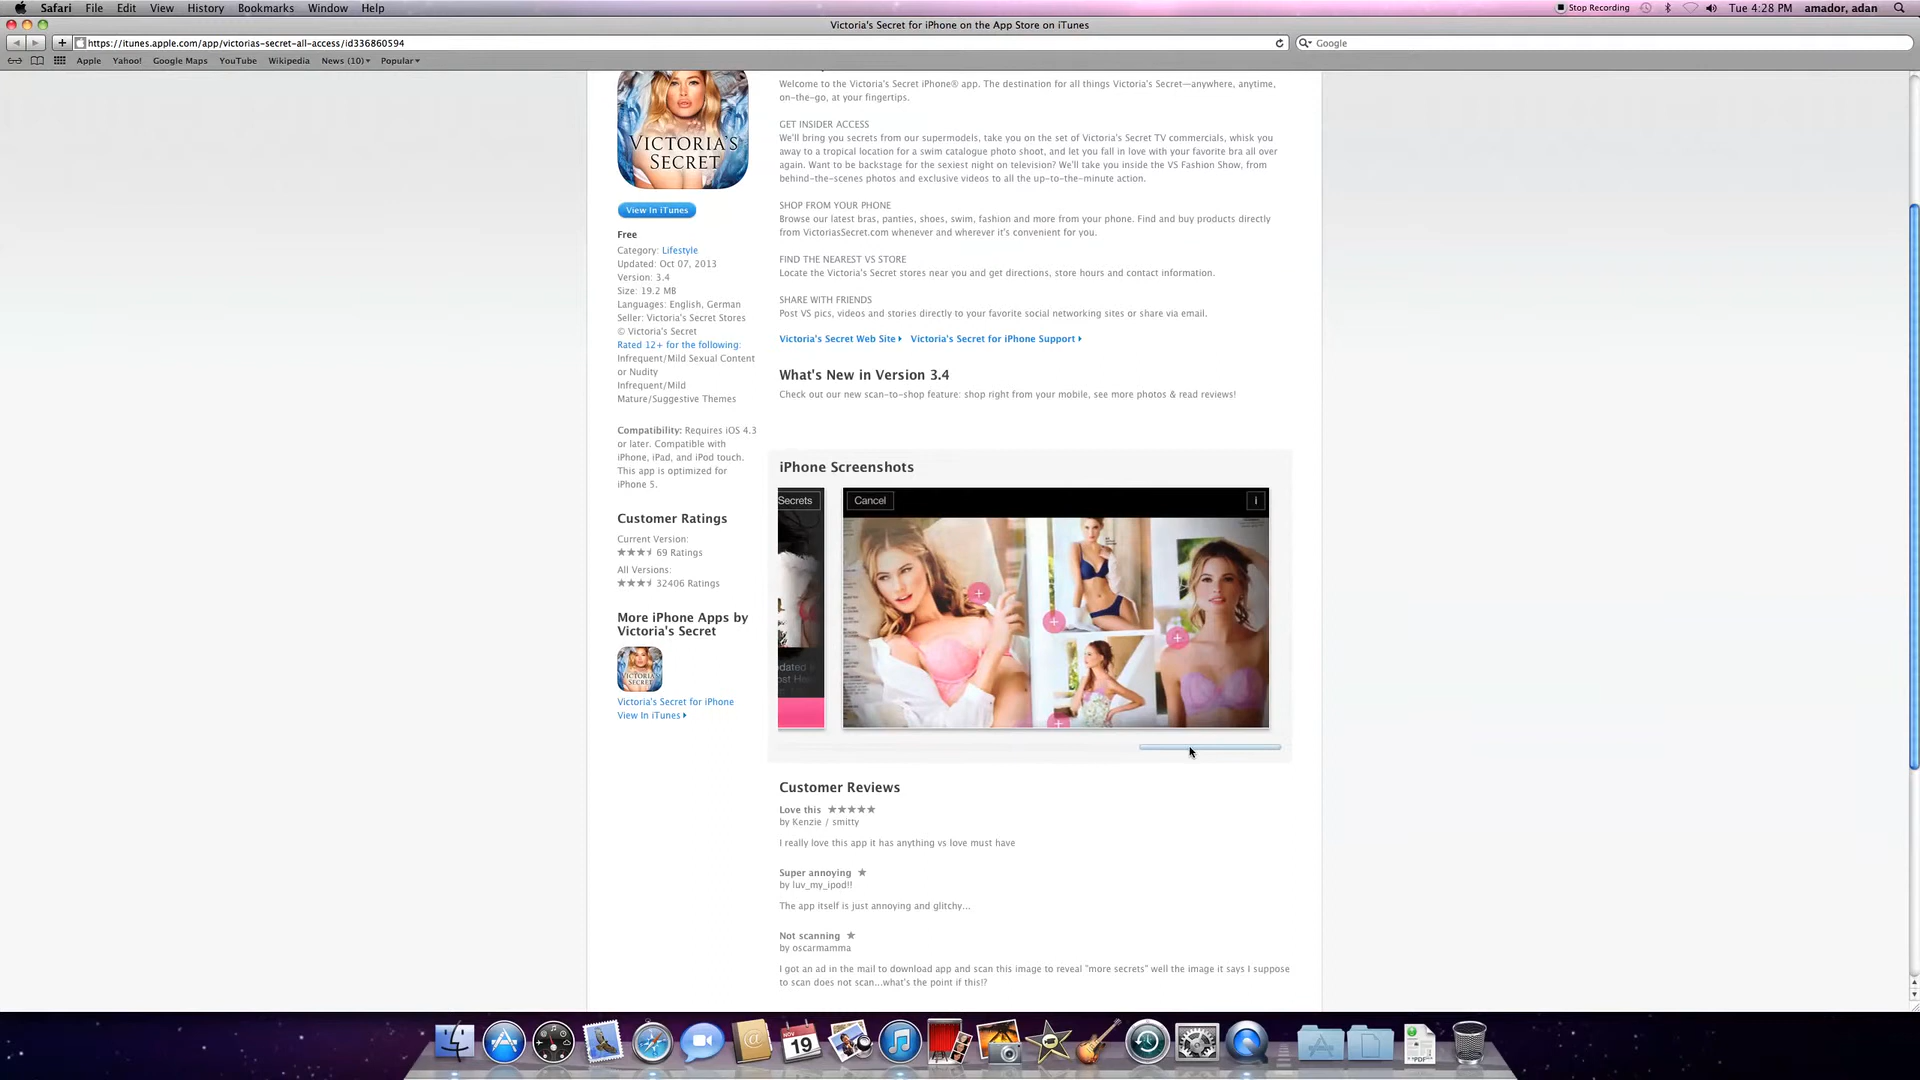 Safari File Edit View History Bookmarks Window Help
Stop Recording Tue 4:28 PM amador, adan
Victoria's Secret for iPhone on the App Store on iTunes
https://itunes.apple.com/app/victorias-secret-all-access/id336860594
Google
Apple Yahoo! Google Maps YouTube Wikipedia News (10) Popular
VICTORIA'S
SECRET
View In iTunes
Free
Category: Lifestyle
Updated: Oct 07, 2013
Version: 3.4
Size: 19.2 MB
Languages: English, German
Seller: Victoria's Secret Stores
© Victoria's Secret
Rated 12+ for the following:
Infrequent/Mild Sexual Content
or Nudity
Infrequent/Mild
Mature/Suggestive Themes
Compatibility: Requires iOS 4.3
or later. Compatible with
iPhone, iPad, and iPod touch.
This app is optimized for
iPhone 5.
Customer Ratings
Current Version:
69 Ratings
All Versions:
32406 Ratings
More iPhone Apps by
Victoria's Secret
VICTORIA'S
SECRET
Victoria's Secret for iPhone
View In iTunes
Welcome to the Victoria's Secret iPhone® app. The destination for all things Victoria's Secret—anywhere, anytime,
on-the-go, at your fingertips.
GET INSIDER ACCESS
We'll bring you secrets from our supermodels, take you on the set of Victoria's Secret TV commercials, whisk you
away to a tropical location for a swim catalogue photo shoot, and let you fall in love with your favorite bra all over
again. Want to be backstage for the sexiest night on television? We'll take you inside the VS Fashion Show, from
behind-the-scenes photos and exclusive videos to all the up-to-the-minute action.
SHOP FROM YOUR PHONE
Browse our latest bras, panties, shoes, swim, fashion and more from your phone. Find and buy products directly
from VictoriasSecret.com whenever and wherever it's convenient for you.
FIND THE NEAREST VS STORE
Locate the Victoria's Secret stores near you and get directions, store hours and contact information.
SHARE WITH FRIENDS
Post VS pics, videos and stories directly to your favorite social networking sites or share via email.
Victoria's Secret Web Site Victoria's Secret for iPhone Support
What's New in Version 3.4
Check out our new scan-to-shop feature: shop right from your mobile, see more photos & read reviews!
iPhone Screenshots
Secrets
Cancel
i
dated
ost He
Customer Reviews
Love this ★★★★★
by Kenzie / smitty
I really love this app it has anything vs love must have
Super annoying ★
by luv_my_ipod!!
The app itself is just annoying and glitchy...
Not scanning ★
by oscarmamma
I got an ad in the mail to download app and scan this image to reveal "more secrets" well the image it says I suppose
to scan does not scan...what's the point if this!?
NOV
19
PDF